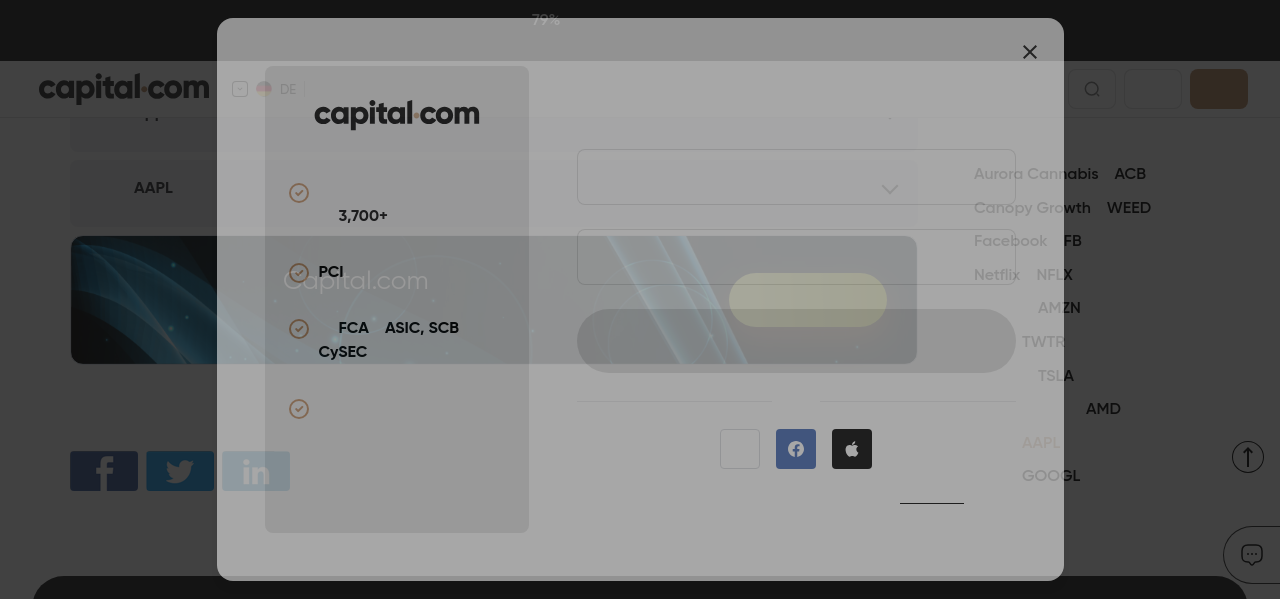 79%
capital.com
DE
capital.com
AAPL
3,700+
PCI
Capital.com
FCA ASIC, SCB
CySEC
Aurora Cannabis ACB
Canopy Growth WEED
Facebook FB
Netflix NFLX
AMZN
TWTR
TSLA
AMD
AAPL
GOOGL